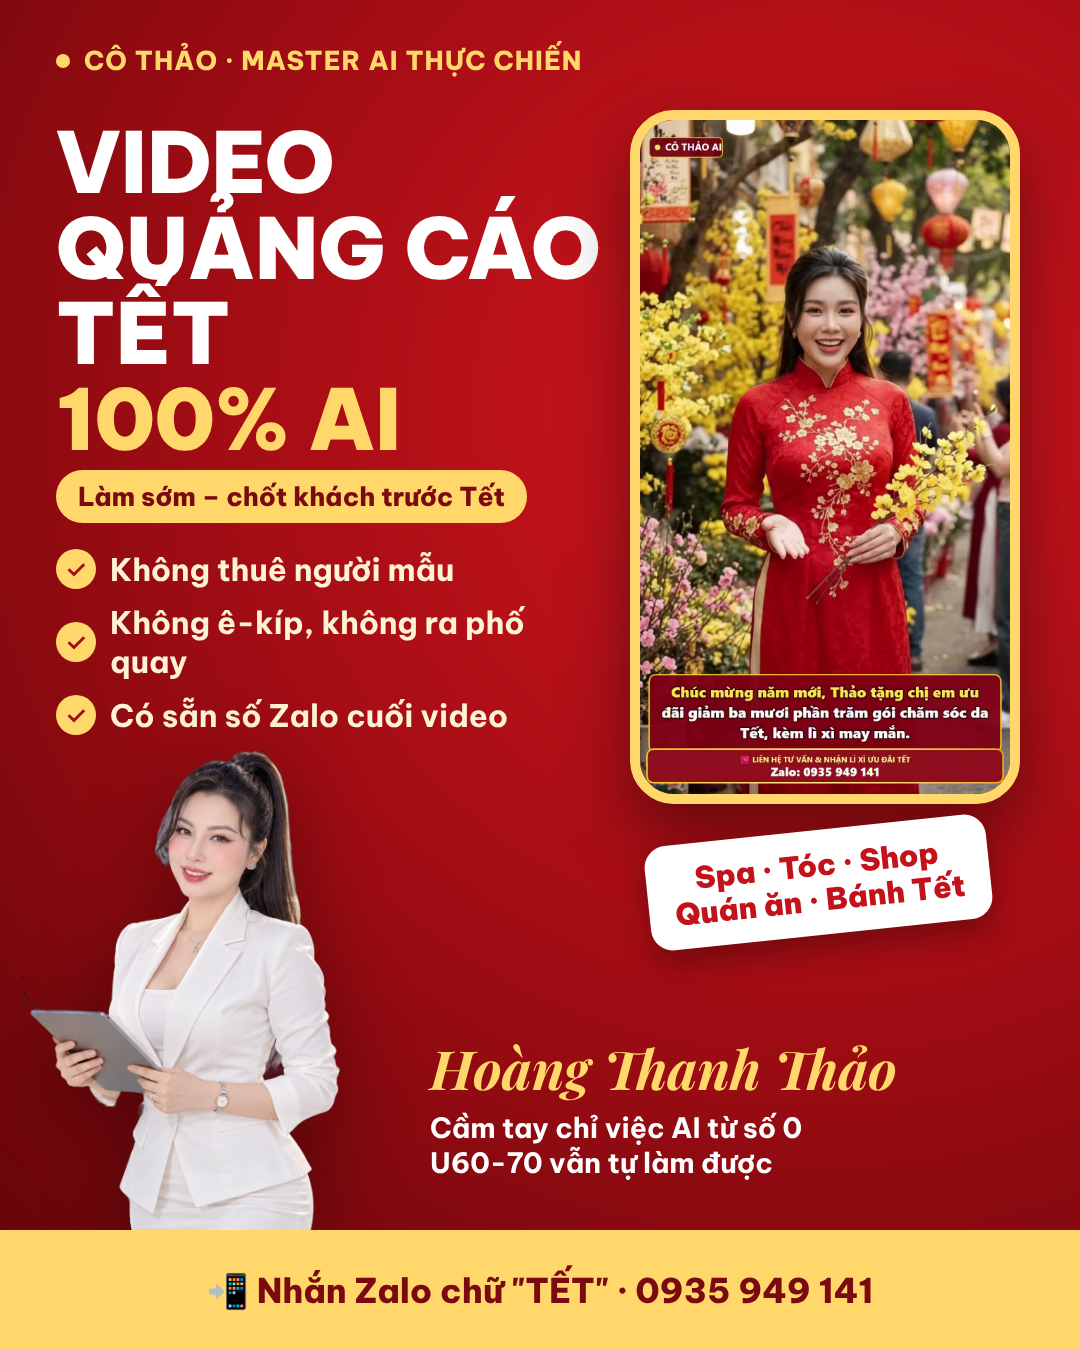 CÔ THẢO · MASTER AI THỰC CHIẾN
VIDEO
QUẢNG CÁO
TẾT
100% AI
Làm sớm – chốt khách trước Tết
Không thuê người mẫu
Không ê-kíp, không ra phố
quay
Có sẵn số Zalo cuối video
CÔ THẢO AI
Chúc mừng năm mới, Thảo tặng chị em ưu
đãi giảm ba mươi phần trăm gói chăm sóc da
Tết, kèm lì xì may mắn.
LIÊN HỆ TƯ VẤN & NHẬN LÌ XÌ ƯU ĐÃI TẾT
Zalo: 0935 949 141
Spa · Tóc · Shop
Quán ăn · Bánh Tết
Hoàng Thanh Thảo
Cầm tay chỉ việc AI từ số 0
U60-70 vẫn tự làm được
📲 Nhắn Zalo chữ "TẾT" · 0935 949 141